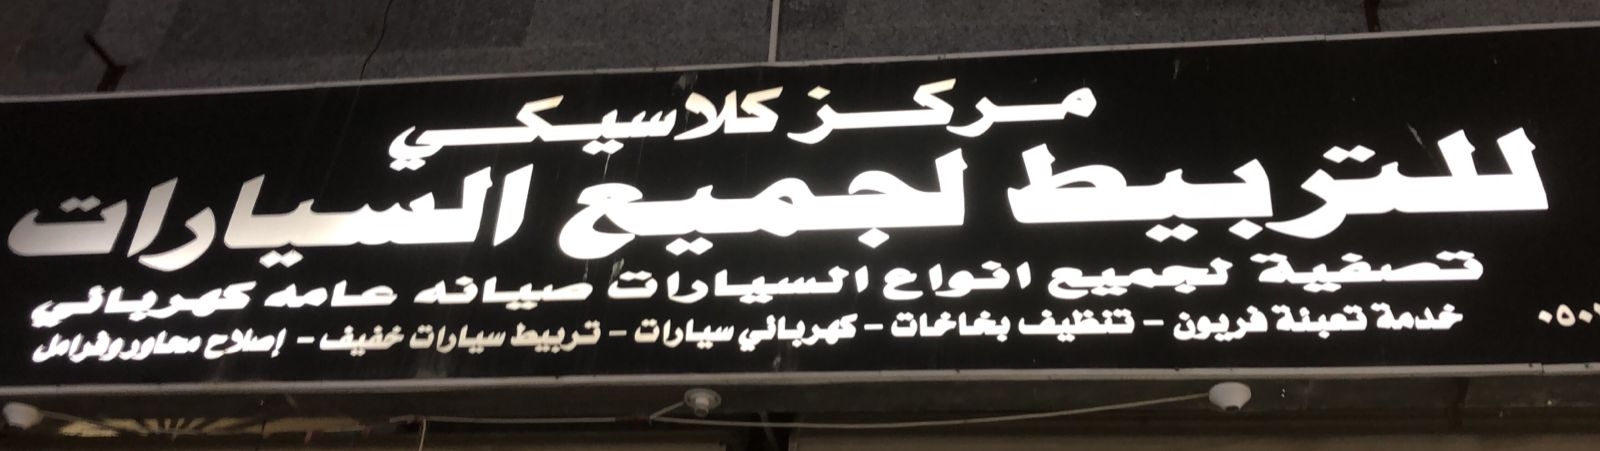 مركز كلاسيكي
للتربيط لجميع السيارات
تصفية لجميع انواع السيارات صيانه عامه كهربائي
خدمة تعبئة فريون - تنظيف بخاخات - كهربائي سيارات - تربيط سيارات خفيف - إصلاح محاور وفرامل